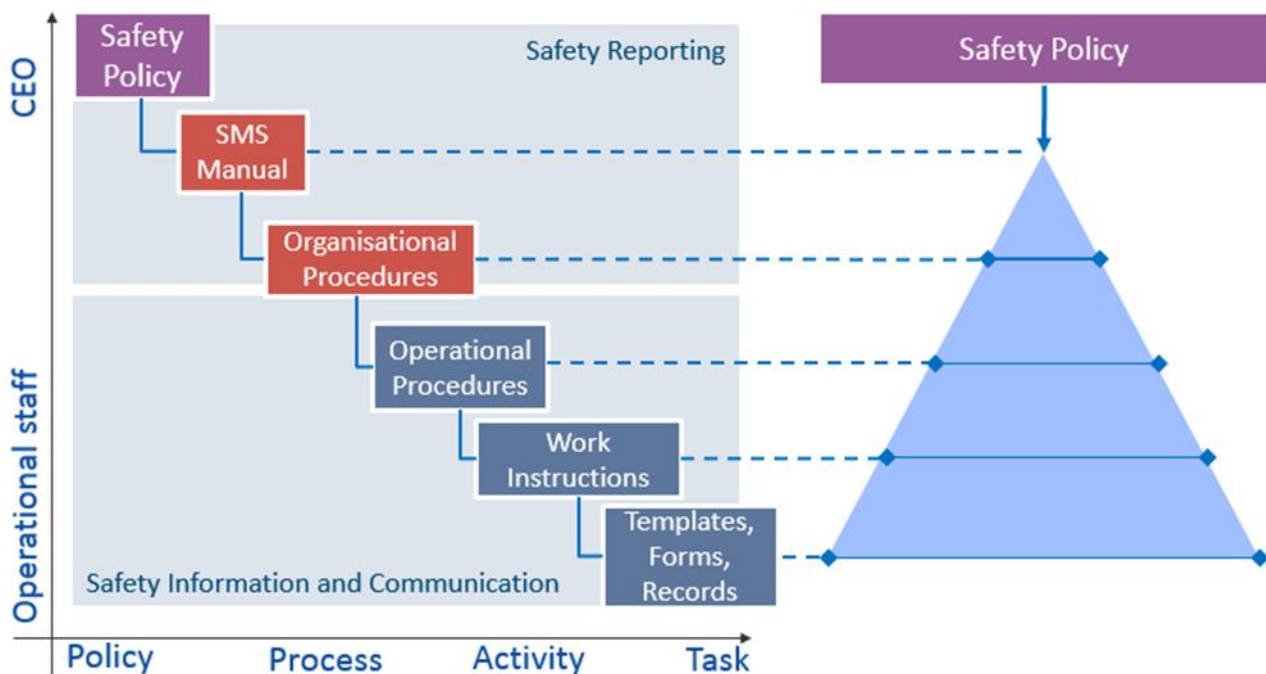 Safety
Policy
Safety Reporting
Safety Policy
CEO
SMS
Manual
Organisational
Procedures
Operational
Procedures
Work
Instructions
Templates,
Forms,
Records
Safety Information and Communication
Operational staff
Policy
Process
Activity
Task